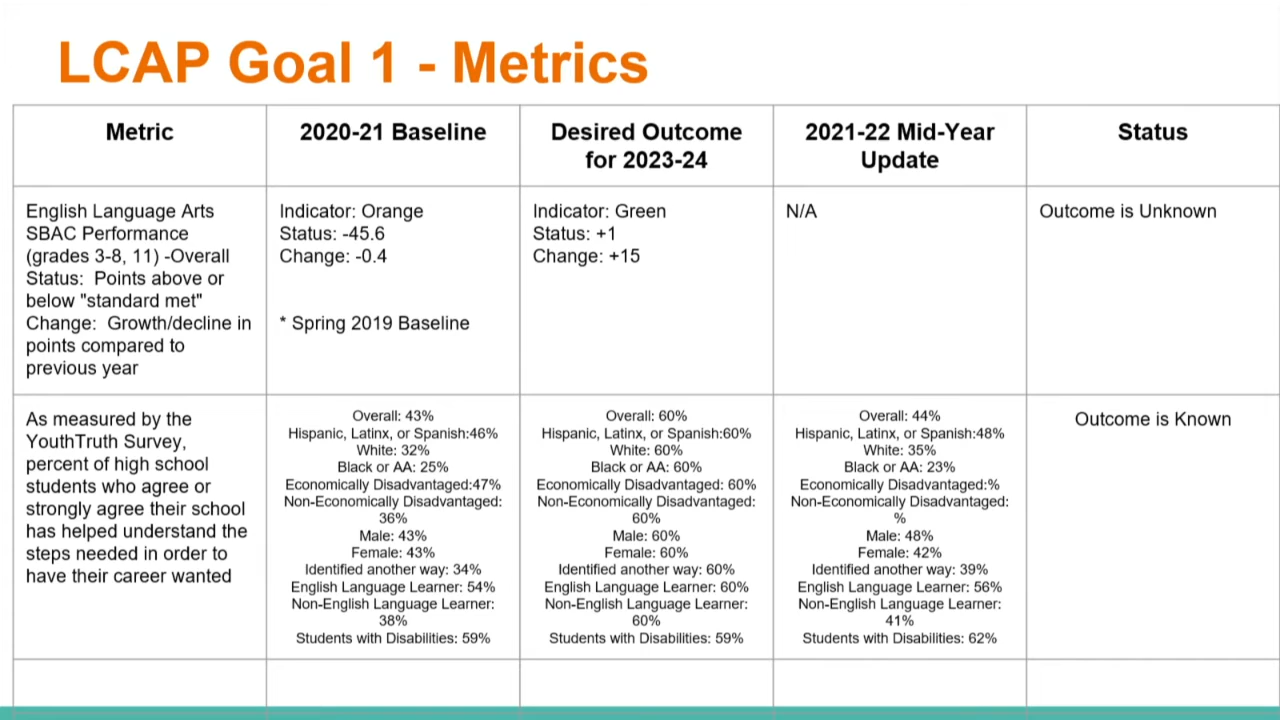 LCAP Goal 1 - Metrics
Metric
2020-21 Baseline
Desired Outcome
for 2023-24
2021-22 Mid-Year
Update
Status
English Language Arts
SBAC Performance
(grades 3-8, 11) -Overall
Status:  Points above or
below "standard met"
Change:  Growth/decline in
points compared to
previous year
Indicator: Orange
Status: -45.6
Change: -0.4
* Spring 2019 Baseline
Indicator: Green
Status: +1
Change: +15
N/A
Outcome is Unknown
As measured by the
YouthTruth Survey,
percent of high school
students who agree or
strongly agree their school
has helped understand the
steps needed in order to
have their career wanted
Overall: 43%
Hispanic, Latinx, or Spanish:46%
White: 32%
Black or AA: 25%
Economically Disadvantaged:47%
Non-Economically Disadvantaged:
36%
Male: 43%
Female: 43%
Identified another way: 34%
English Language Learner: 54%
Non-English Language Learner:
38%
Students with Disabilities: 59%
Overall: 60%
Hispanic, Latinx, or Spanish:60%
White: 60%
Black or AA: 60%
Economically Disadvantaged: 60%
Non-Economically Disadvantaged:
60%
Male: 60%
Female: 60%
Identified another way: 60%
English Language Learner: 60%
Non-English Language Learner:
60%
Students with Disabilities: 59%
Overall: 44%
Hispanic, Latinx, or Spanish:48%
White: 35%
Black or AA: 23%
Economically Disadvantaged:%
Non-Economically Disadvantaged:
%
Male: 48%
Female: 42%
Identified another way: 39%
English Language Learner: 56%
Non-English Language Learner:
41%
Students with Disabilities: 62%
Outcome is Known